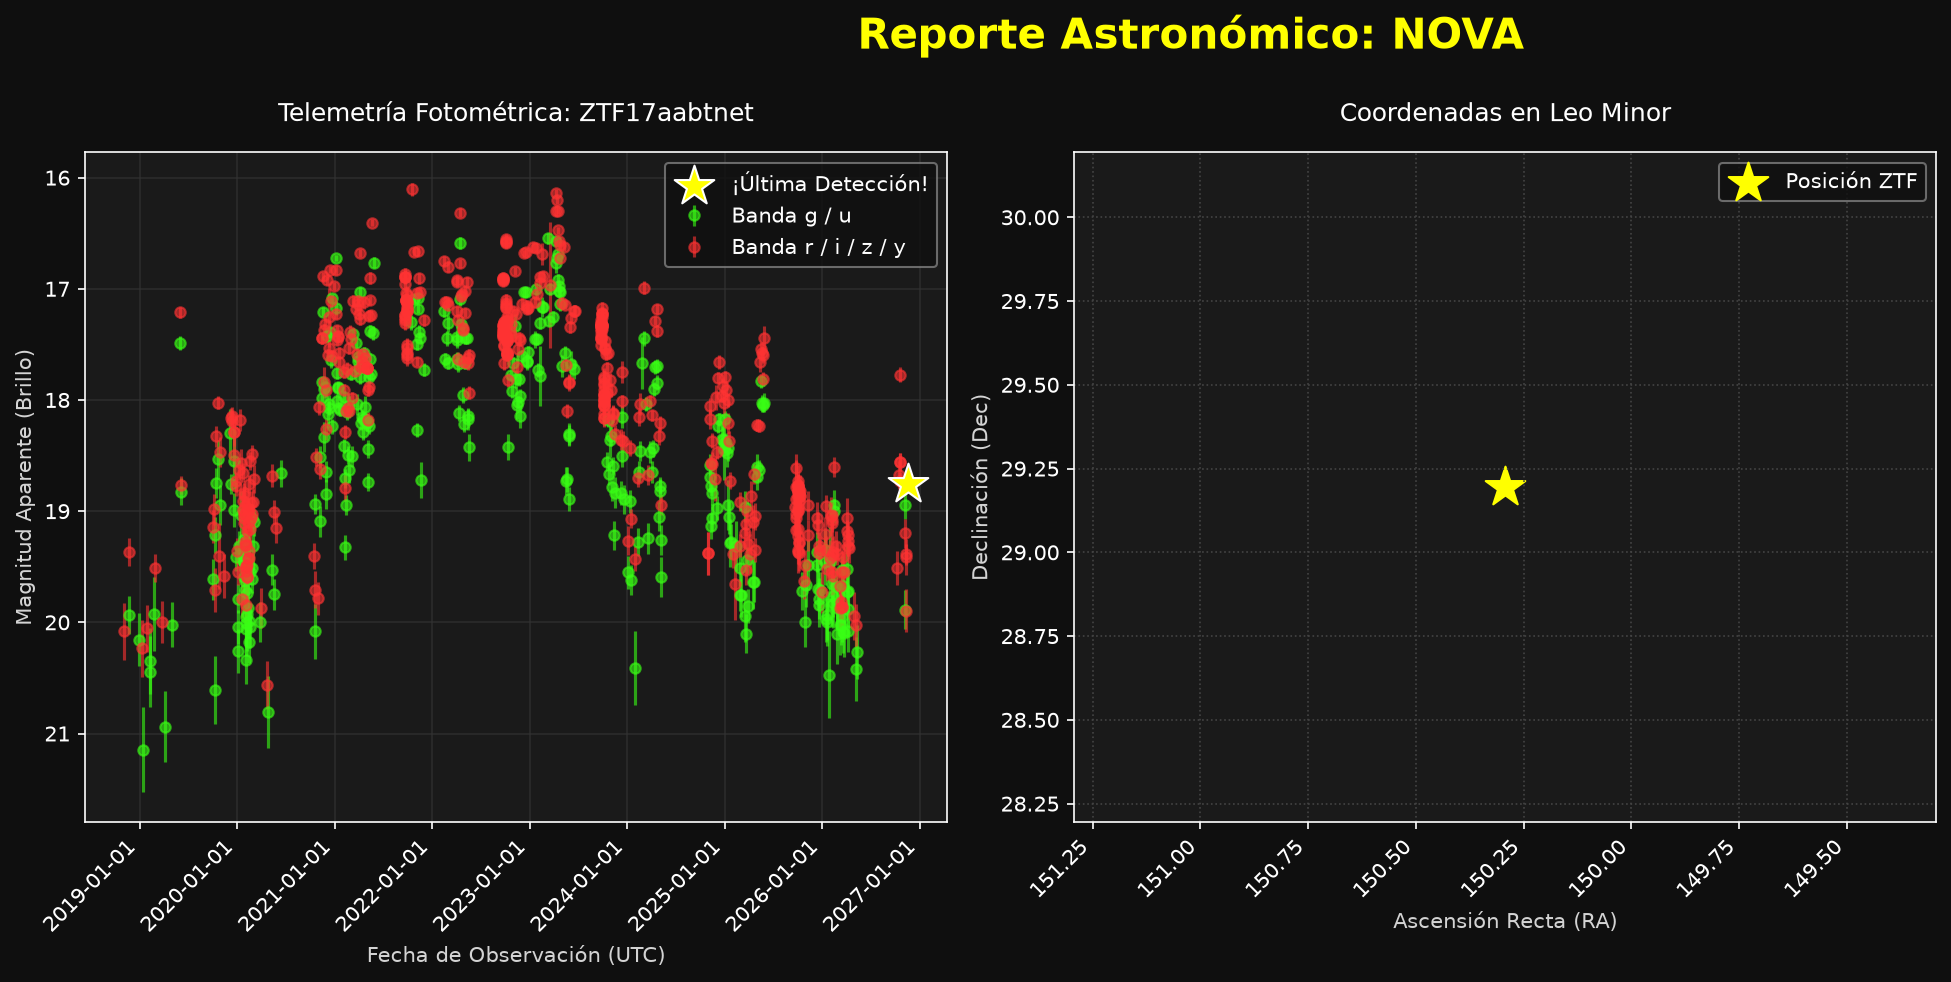 Reporte Astronómico: NOVA
Telemetría Fotométrica: ZTF17aabtnet
Magnitud Aparente (Brillo)
16
17
18
19
20
21
¡Última Detección!
Banda g / u
Banda r / i / z / y
2019-01-01
2020-01-01
2021-01-01
2022-01-01
2023-01-01
2024-01-01
2025-01-01
2026-01-01
2027-01-01
Fecha de Observación (UTC)
Coordenadas en Leo Minor
Declinación (Dec)
30.00
29.75
29.50
29.25
29.00
28.75
28.50
28.25
Posición ZTF
151.25
151.00
150.75
150.50
150.25
150.00
149.75
149.50
Ascensión Recta (RA)